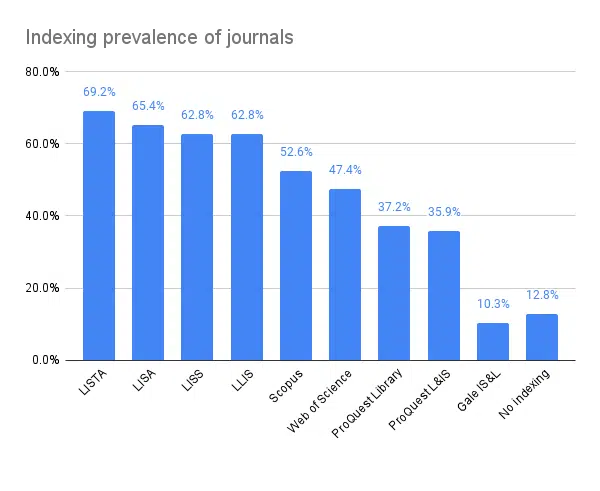 Indexing prevalence of journals
80.0%
60.0%
40.0%
20.0%
0.0%
69.2%
65.4%
62.8%
62.8%
52.6%
47.4%
37.2%
35.9%
10.3%
12.8%
LISTA
LISA
LISS
LLIS
Scopus
Web of Science
ProQuest Library
ProQuest L&IS
Gale IS&L
No indexing